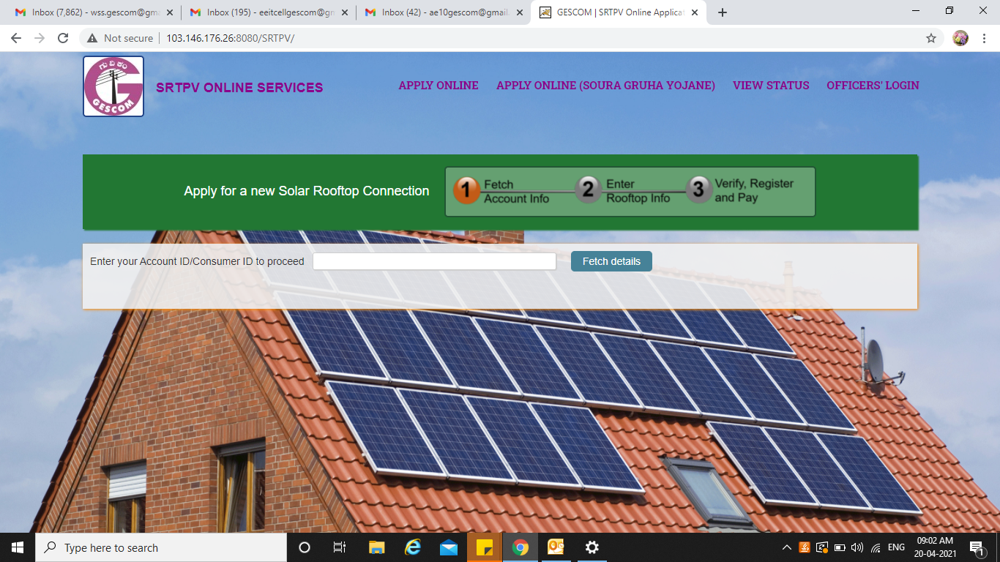 Inbox (7,862) - wss.gescom@gma
Inbox (195) - eeitcellgescom@gm
Inbox (42) - ae10gescom@gmail.
GESCOM | SRTPV Online Applicat
Not secure
103.146.176.26:8080/SRTPV/
ಗು ವಿ ಸ ಕಂ
GESCOM
SRTPV ONLINE SERVICES
APPLY ONLINE
APPLY ONLINE (SOURA GRUHA YOJANE)
VIEW STATUS
OFFICERS' LOGIN
Apply for a new Solar Rooftop Connection
1 Fetch
Account Info
2 Enter
Rooftop Info
3 Verify, Register
and Pay
Enter your Account ID/Consumer ID to proceed
Fetch details
Type here to search
ENG
09:02 AM
20-04-2021
1